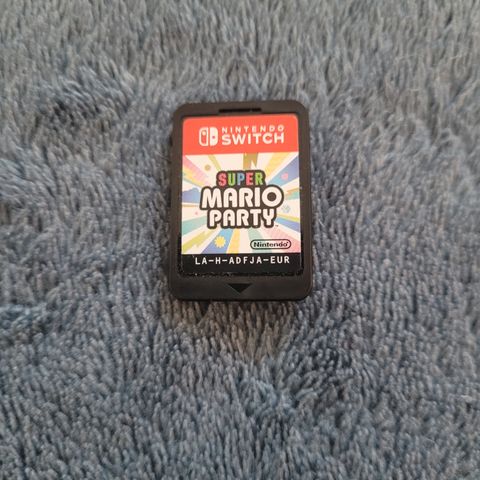 NINTENDO
SWITCH
SUPER
MARIO
PARTY
Nintendo
LA-H-ADFJA-EUR